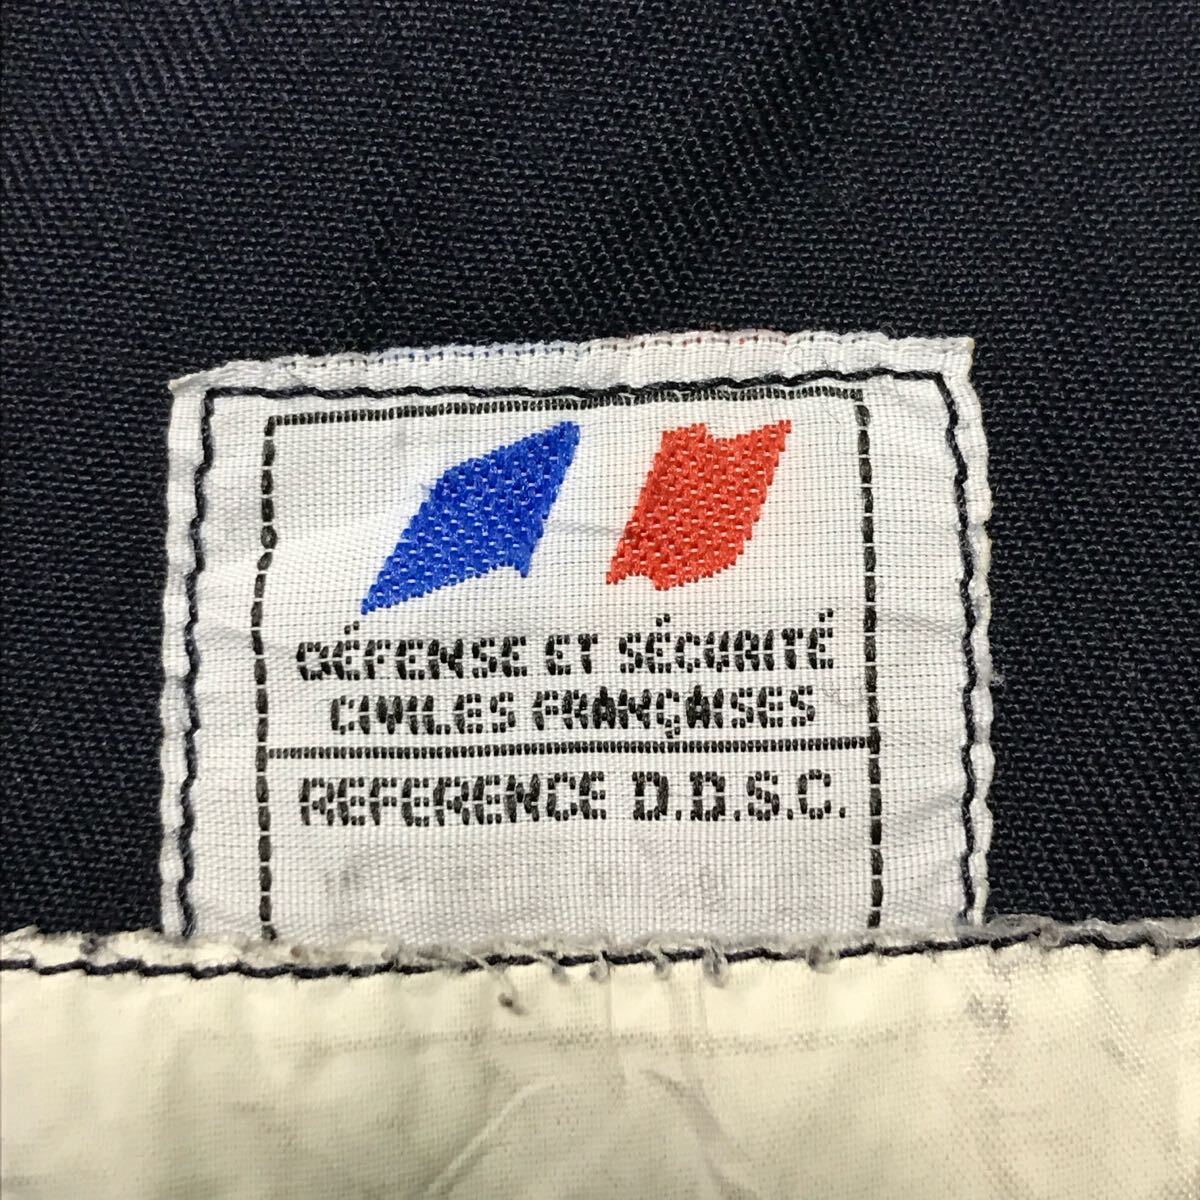 DÉFENSE ET SÉCURITÉ
CIVILES FRANÇAISES
REFERENCE D.D.S.C.